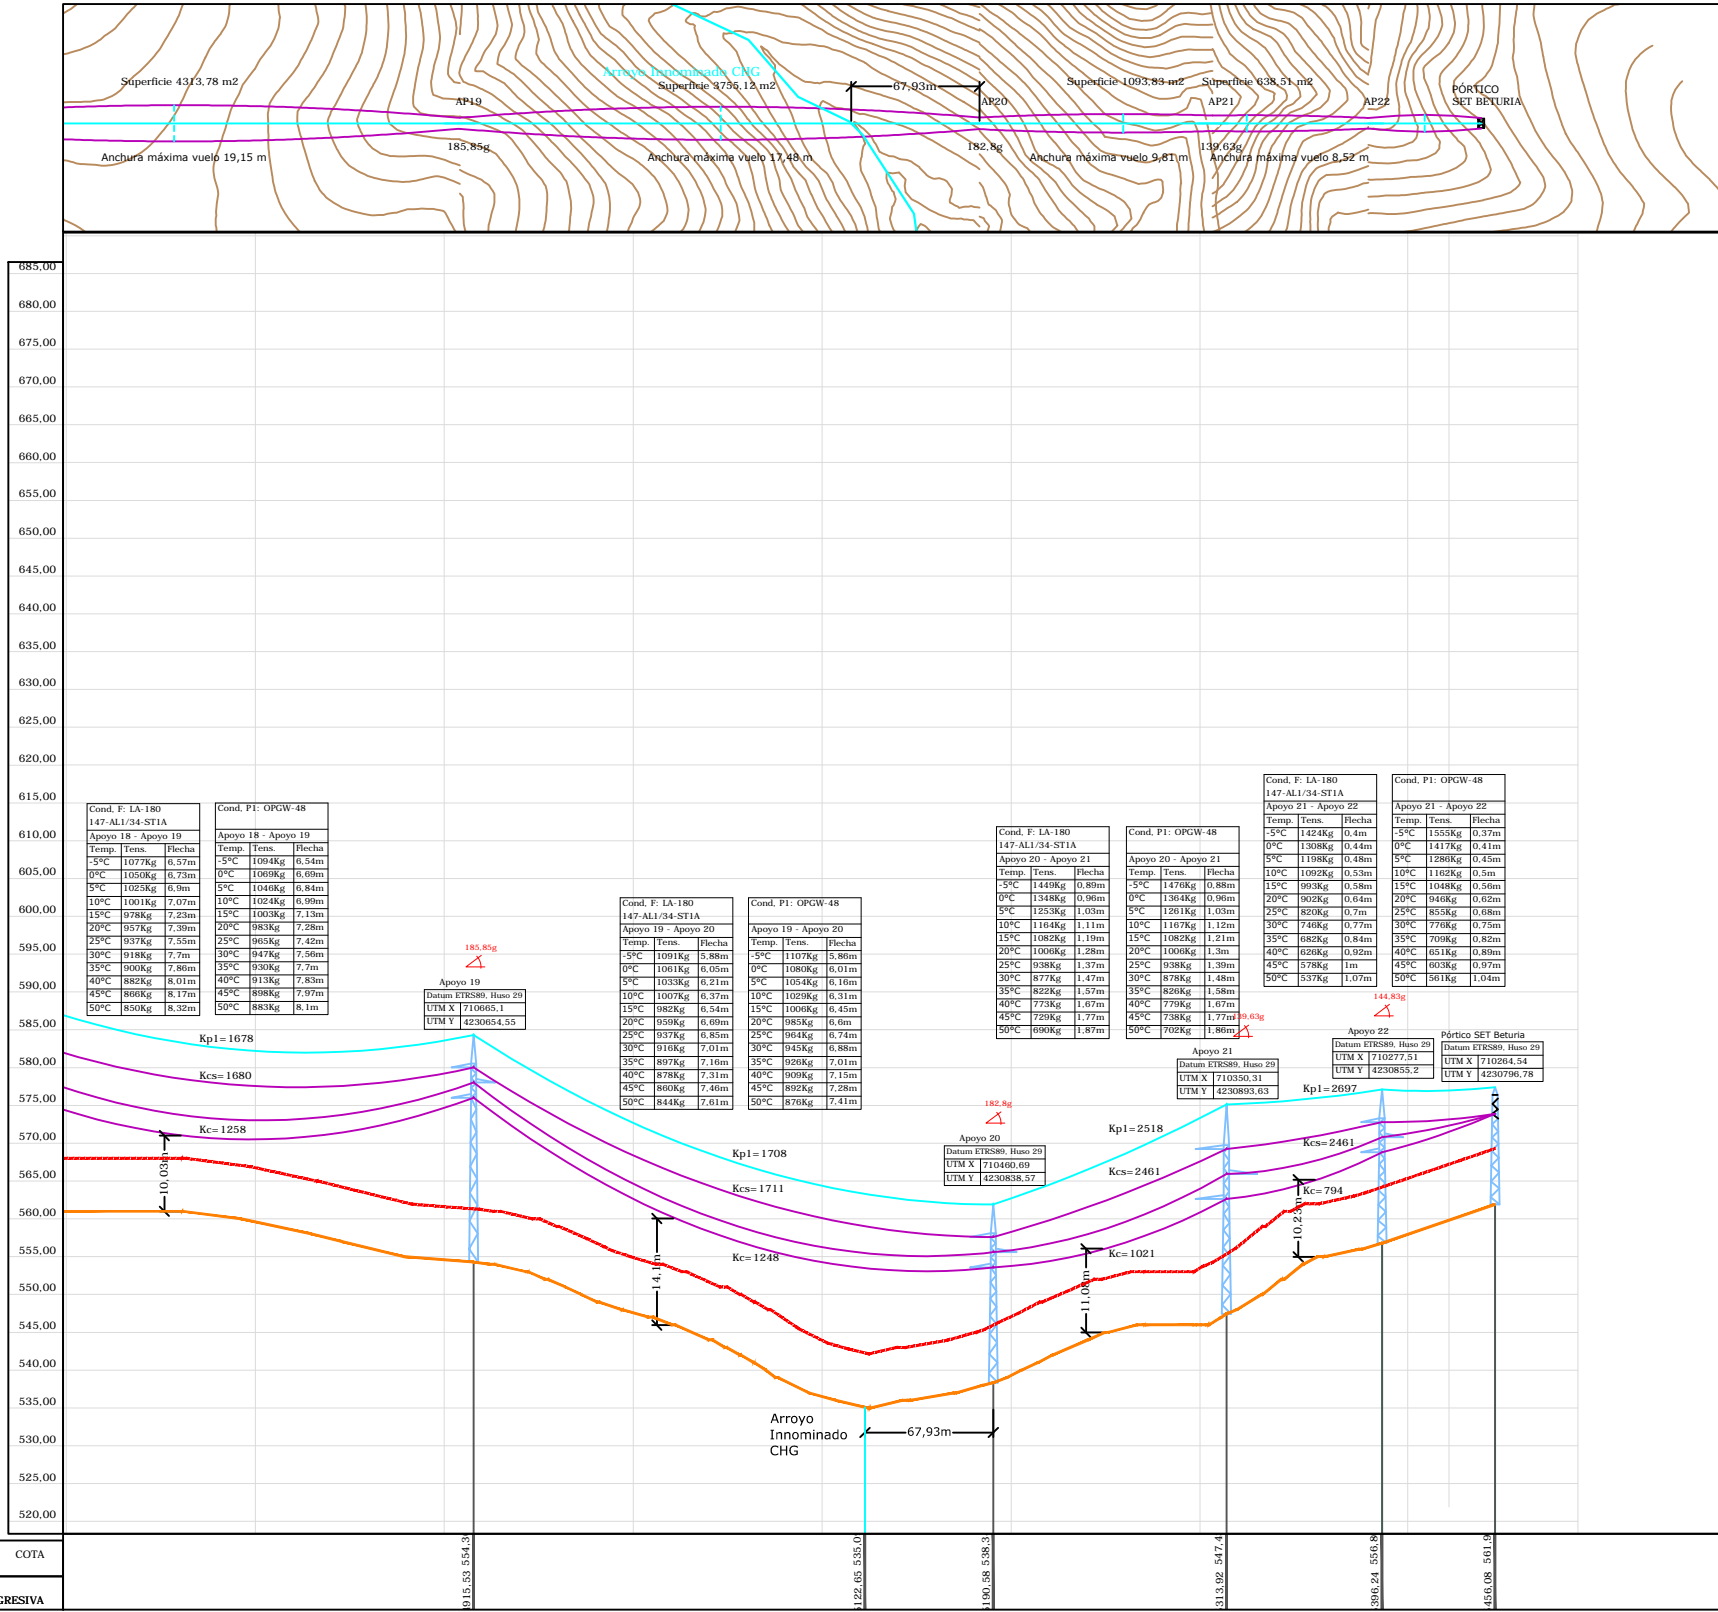 Arroyo Innominado CHG
Superficie 4313,78 m2
Superficie 3755,12 m2
67,93m
Superficie 1093,83 m2
Superficie 638,51 m2
PÓRTICO
SET BETURIA
AP19
AP20
AP21
AP22
185,85g
182,8g
139,63g
Anchura máxima vuelo 19,15 m
Anchura máxima vuelo 17,48 m
Anchura máxima vuelo 9,81 m
Anchura máxima vuelo 8,52 m
685,00
680,00
675,00
670,00
665,00
660,00
655,00
650,00
645,00
640,00
635,00
630,00
625,00
620,00
615,00
610,00
605,00
600,00
595,00
590,00
585,00
580,00
575,00
570,00
565,00
560,00
555,00
550,00
545,00
540,00
535,00
530,00
525,00
520,00
Cond, F: LA-180
147-AL1/34-ST1A
Apoyo 18 - Apoyo 19
Temp. Tens. Flecha
-5°C 1077Kg 6,57m
0°C 1050Kg 6,73m
5°C 1025Kg 6,9m
10°C 1001Kg 7,07m
15°C 978Kg 7,23m
20°C 957Kg 7,39m
25°C 937Kg 7,55m
30°C 918Kg 7,7m
35°C 900Kg 7,86m
40°C 882Kg 8,01m
45°C 866Kg 8,17m
50°C 850Kg 8,32m
Cond, P1: OPGW-48
Apoyo 18 - Apoyo 19
Temp. Tens. Flecha
-5°C 1094Kg 6,54m
0°C 1069Kg 6,69m
5°C 1046Kg 6,84m
10°C 1024Kg 6,99m
15°C 1003Kg 7,13m
20°C 983Kg 7,28m
25°C 965Kg 7,42m
30°C 947Kg 7,56m
35°C 930Kg 7,7m
40°C 913Kg 7,83m
45°C 898Kg 7,97m
50°C 883Kg 8,1m
185,85g
Apoyo 19
Datum ETRS89, Huso 29
UTM X 710665,1
UTM Y 4230654,55
Cond, F: LA-180
147-AL1/34-ST1A
Apoyo 19 - Apoyo 20
Temp. Tens. Flecha
-5°C 1091Kg 5,88m
0°C 1061Kg 6,05m
5°C 1033Kg 6,21m
10°C 1007Kg 6,37m
15°C 982Kg 6,54m
20°C 959Kg 6,69m
25°C 937Kg 6,85m
30°C 916Kg 7,01m
35°C 897Kg 7,16m
40°C 878Kg 7,31m
45°C 860Kg 7,46m
50°C 844Kg 7,61m
Cond, P1: OPGW-48
Apoyo 19 - Apoyo 20
Temp. Tens. Flecha
-5°C 1107Kg 5,86m
0°C 1080Kg 6,01m
5°C 1054Kg 6,16m
10°C 1029Kg 6,31m
15°C 1006Kg 6,45m
20°C 985Kg 6,6m
25°C 964Kg 6,74m
30°C 945Kg 6,88m
35°C 926Kg 7,01m
40°C 909Kg 7,15m
45°C 892Kg 7,28m
50°C 876Kg 7,41m
Cond, F: LA-180
147-AL1/34-ST1A
Apoyo 20 - Apoyo 21
Temp. Tens. Flecha
-5°C 1449Kg 0,89m
0°C 1348Kg 0,96m
5°C 1253Kg 1,03m
10°C 1164Kg 1,11m
15°C 1082Kg 1,19m
20°C 1006Kg 1,28m
25°C 938Kg 1,37m
30°C 877Kg 1,47m
35°C 822Kg 1,57m
40°C 773Kg 1,67m
45°C 729Kg 1,77m
50°C 690Kg 1,87m
Cond, P1: OPGW-48
Apoyo 20 - Apoyo 21
Temp. Tens. Flecha
-5°C 1476Kg 0,88m
0°C 1364Kg 0,96m
5°C 1261Kg 1,03m
10°C 1167Kg 1,12m
15°C 1082Kg 1,21m
20°C 1006Kg 1,3m
25°C 938Kg 1,39m
30°C 878Kg 1,48m
35°C 826Kg 1,58m
40°C 779Kg 1,67m
45°C 738Kg 1,77m
50°C 702Kg 1,86m
Cond, F: LA-180
147-AL1/34-ST1A
Apoyo 21 - Apoyo 22
Temp. Tens. Flecha
-5°C 1424Kg 0,4m
0°C 1308Kg 0,44m
5°C 1198Kg 0,48m
10°C 1092Kg 0,53m
15°C 993Kg 0,58m
20°C 902Kg 0,64m
25°C 820Kg 0,7m
30°C 746Kg 0,77m
35°C 682Kg 0,84m
40°C 626Kg 0,92m
45°C 578Kg 1m
50°C 537Kg 1,07m
Cond, P1: OPGW-48
Apoyo 21 - Apoyo 22
Temp. Tens. Flecha
-5°C 1555Kg 0,37m
0°C 1417Kg 0,41m
5°C 1286Kg 0,45m
10°C 1162Kg 0,5m
15°C 1048Kg 0,56m
20°C 946Kg 0,62m
25°C 855Kg 0,68m
30°C 776Kg 0,75m
35°C 709Kg 0,82m
40°C 651Kg 0,89m
45°C 603Kg 0,97m
50°C 561Kg 1,04m
182,8g
Apoyo 20
Datum ETRS89, Huso 29
UTM X 710460,69
UTM Y 4230838,57
139,63g
Apoyo 21
Datum ETRS89, Huso 29
UTM X 710350,31
UTM Y 4230893,63
144,83g
Apoyo 22
Datum ETRS89, Huso 29
UTM X 710277,51
UTM Y 4230855,2
Pórtico SET Beturia
Datum ETRS89, Huso 29
UTM X 710264,54
UTM Y 4230796,78
Kp1=1678
Kcs=1680
Kc=1258
10,03m
Kp1=1708
Kcs=1711
Kc=1248
14,1m
Kp1=2518
Kcs=2461
Kc=1021
11,08m
Kp1=2697
Kcs=2461
Kc=794
10,23m
Arroyo
Innominado
CHG
67,93m
COTA
554,3
535,0
538,3
547,4
556,8
561,9
GRESIVA
915,53
122,65
190,58
313,92
396,24
456,08